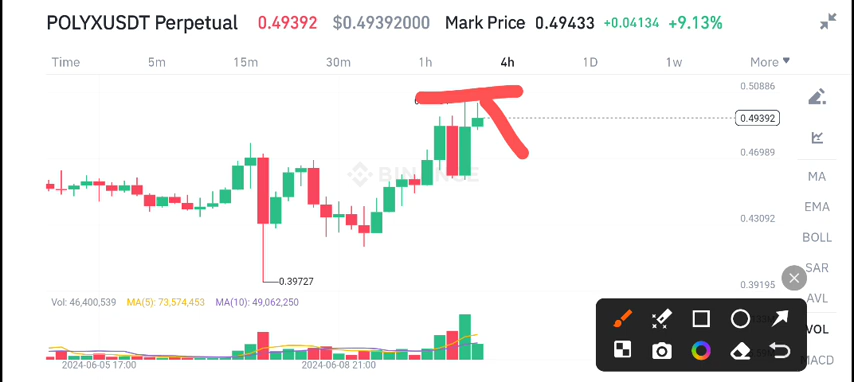 POLYXUSDT Perpetual 0.49392 $0.49392000 Mark Price 0.49433 +0.04134 +9.13%
Time 5m 15m 30m 1h 4h 1D 1w More
0.50886
0.49392
0.46989
BINANCE
MA
EMA
0.43092
BOLL
SAR
0.39727
0.39195
AVL
Vol: 46,400,539 MA(5): 73,574,453 MA(10): 49,062,250
VOL
MACD
2024-06-05 17:00 2024-06-08 21:00